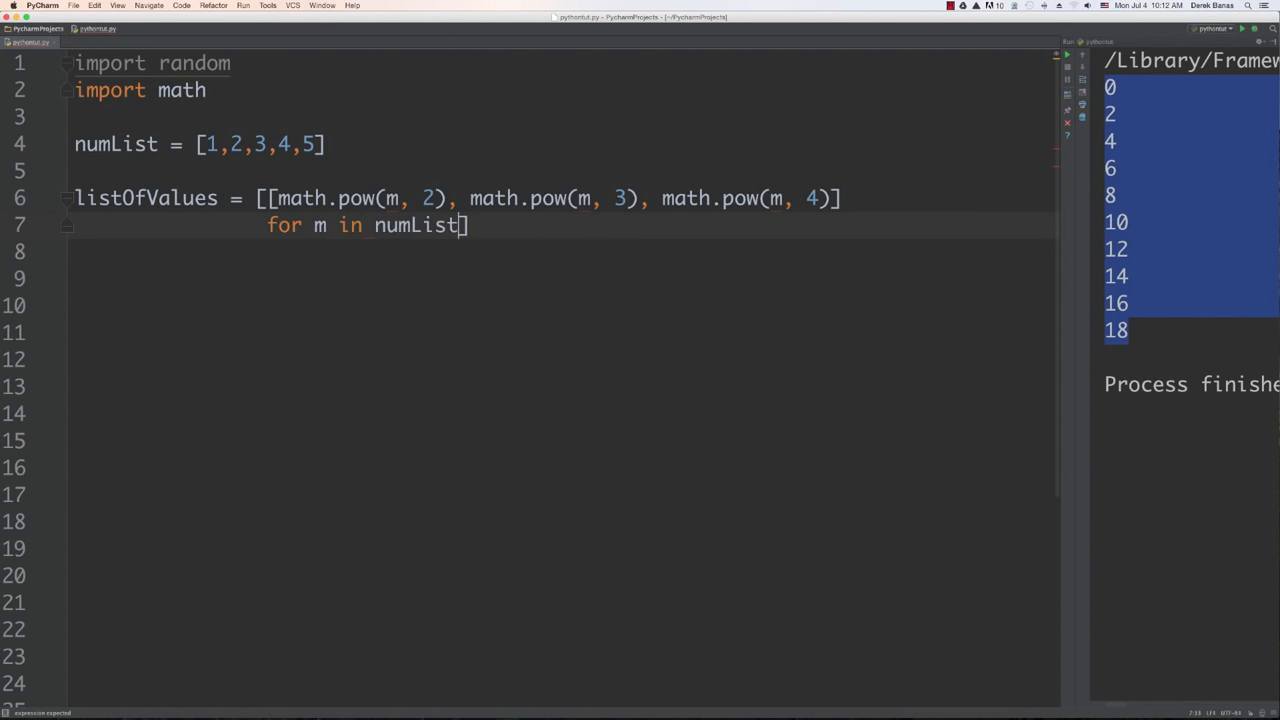 PyCharm File Edit View Navigate Code Refactor Run Tools VCS Window Help
10 Mon Jul 4 10:12 AM Derek Banas
pythontut.py - PycharmProjects - [~/PycharmProjects]
PycharmProjects pythontut.py pythontut
pythontut.py
Run pythontut
1 import random
2 import math
3
4 numList = [1,2,3,4,5]
5
6 listOfValues = [[math.pow(m, 2), math.pow(m, 3), math.pow(m, 4)]
7 for m in numList]
8
9
10
11
12
13
14
15
16
17
18
19
20
21
22
23
24
/Library/Framew
0
2
4
6
8
10
12
14
16
18
Process finishe
expression expected
7:33 LF÷ UTF-8÷